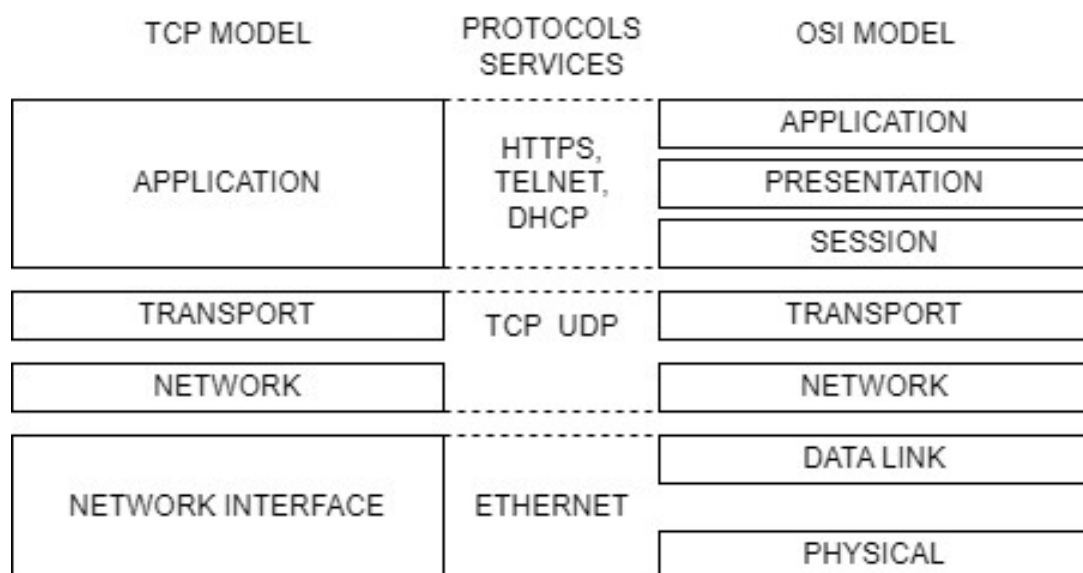 TCP MODEL
PROTOCOLS
SERVICES
OSI MODEL
APPLICATION
HTTPS,
TELNET,
DHCP
APPLICATION
PRESENTATION
SESSION
TRANSPORT
TCP UDP
TRANSPORT
NETWORK
NETWORK
NETWORK INTERFACE
ETHERNET
DATA LINK
PHYSICAL